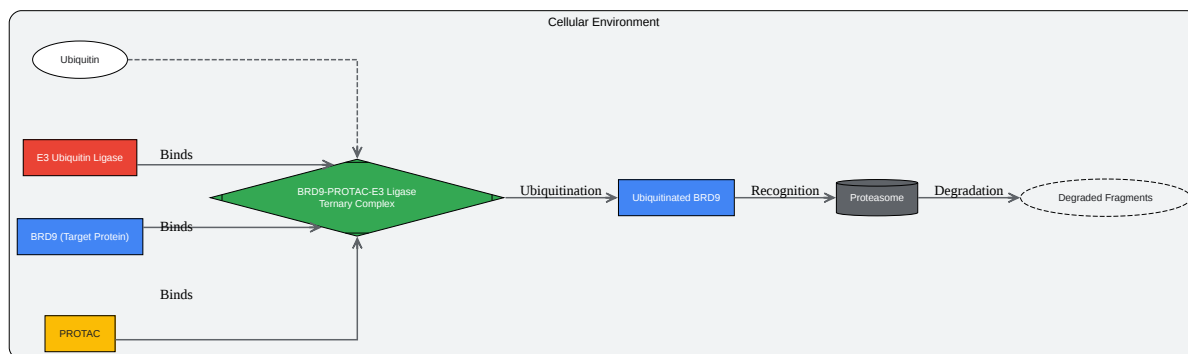 Cellular Environment
Ubiquitin
E3 Ubiquitin Ligase
Binds
BRD9-PROTAC-E3 Ligase
Ternary Complex
Ubiquitination
Ubiquitinated BRD9
Recognition
Proteasome
Degradation
Degraded Fragments
BRD9 (Target Protein)
Binds
Binds
PROTAC